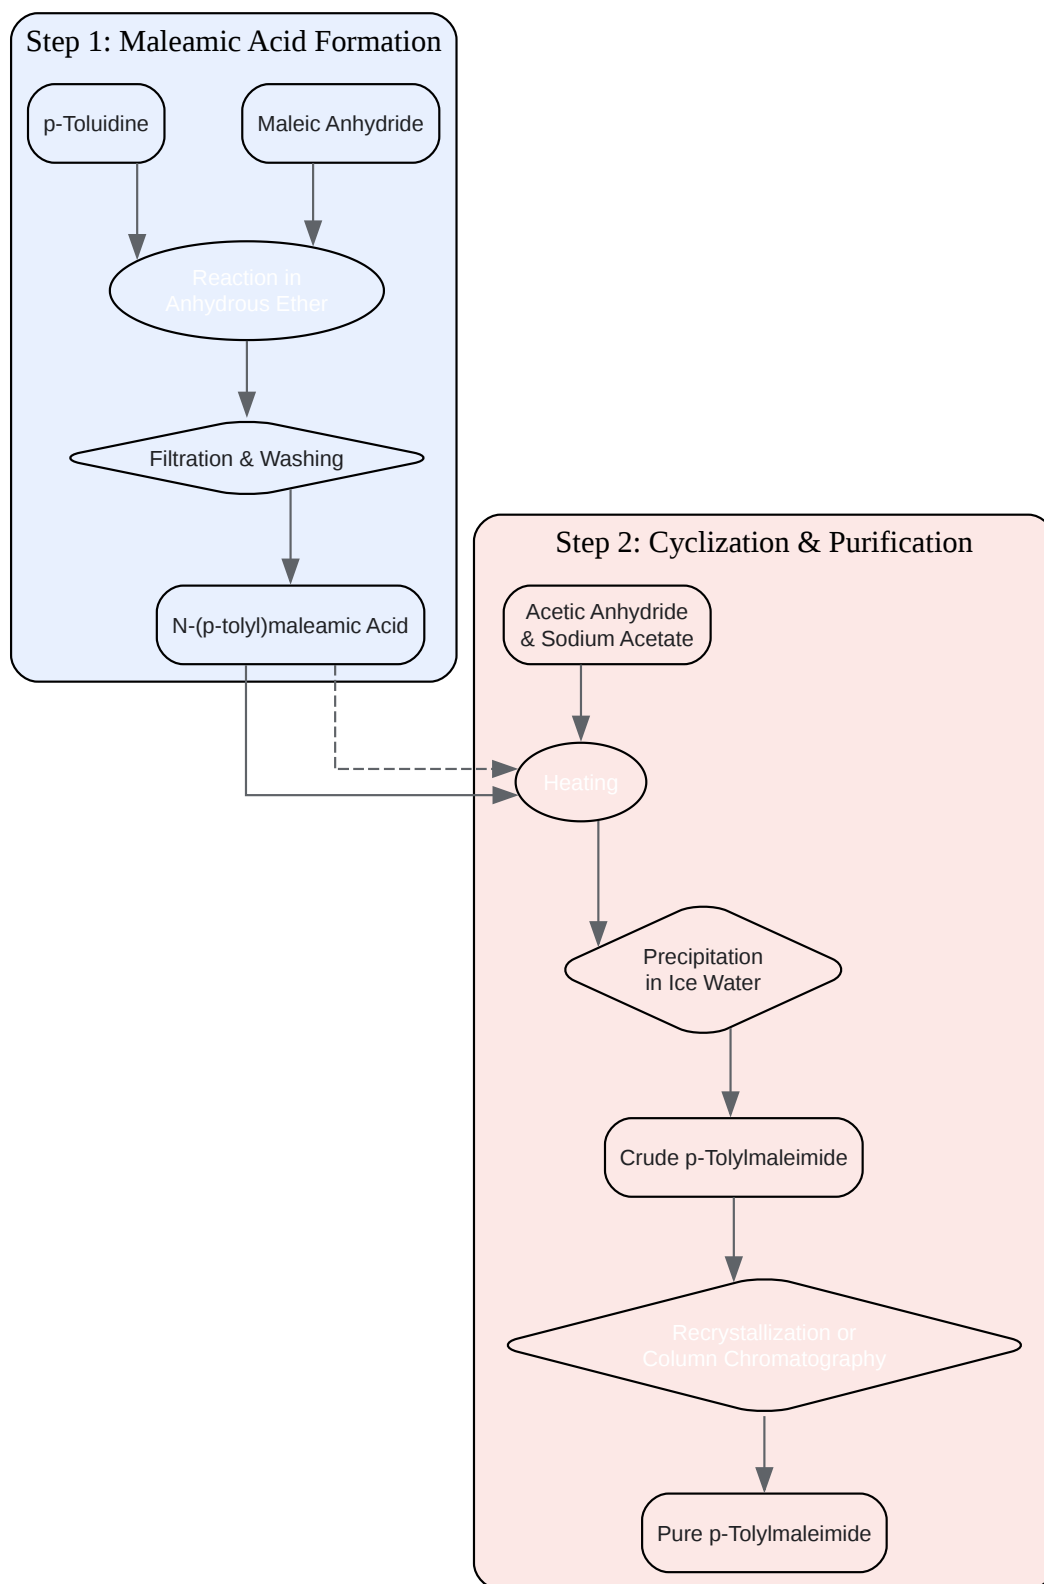 Step 1: Maleamic Acid Formation
p-Toluidine
Maleic Anhydride
Reaction in
Anhydrous Ether
Filtration & Washing
N-(p-tolyl)maleamic Acid
Step 2: Cyclization & Purification
Acetic Anhydride
& Sodium Acetate
Heating
Precipitation
in Ice Water
Crude p-Tolylmaleimide
Recrystallization or
Column Chromatography
Pure p-Tolylmaleimide